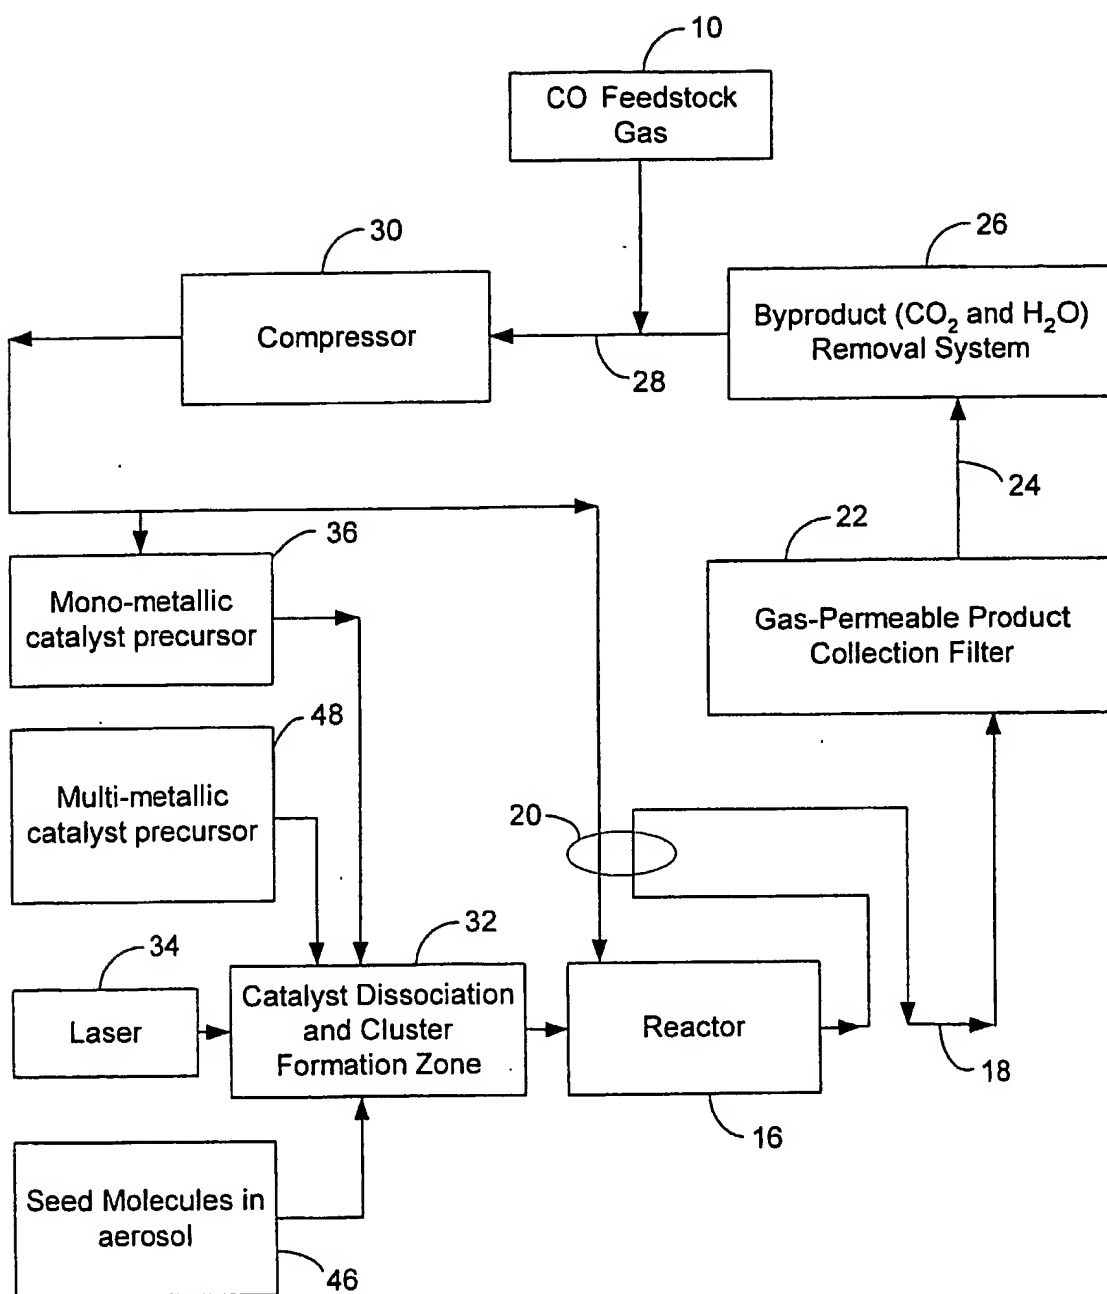 10
CO Feedstock
Gas
30
26
Compressor
Byproduct (CO2 and H2O)
Removal System
28
24
36
22
Mono-metallic
catalyst precursor
Gas-Permeable Product
Collection Filter
48
Multi-metallic
catalyst precursor
20
34
32
Laser
Catalyst Dissociation
and Cluster
Formation Zone
Reactor
18
16
Seed Molecules in
aerosol
46